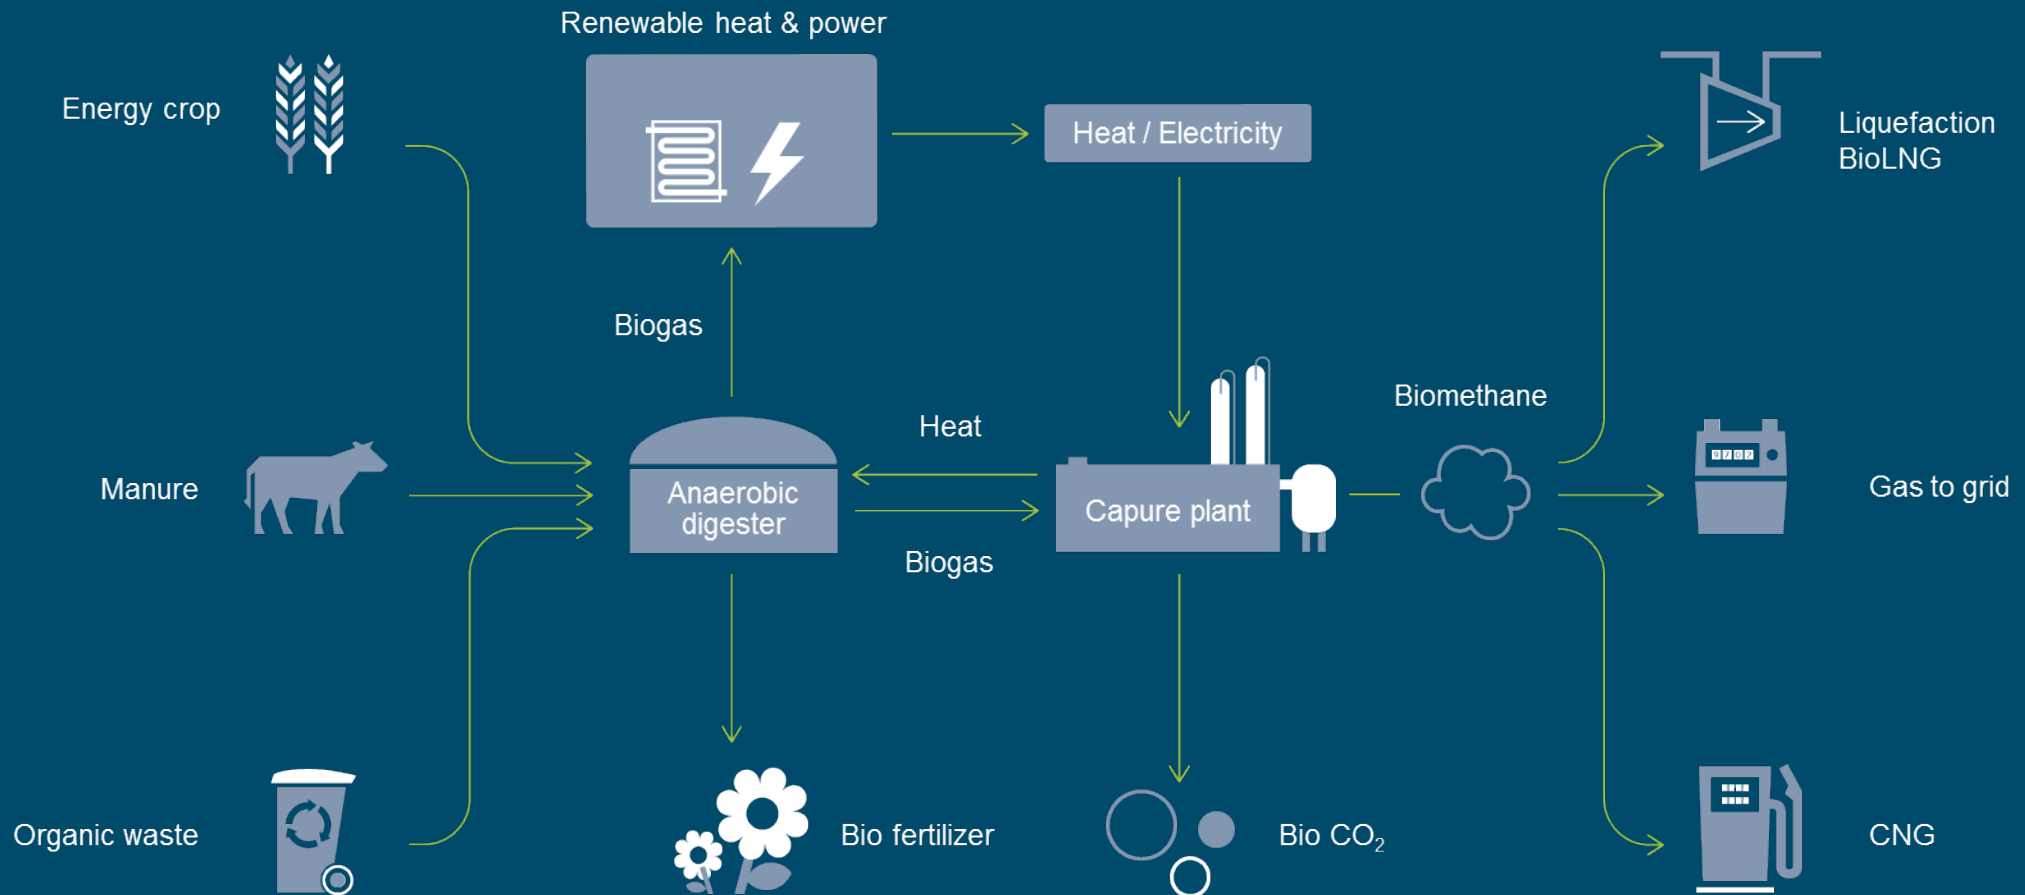 Renewable heat & power
Energy crop
Heat / Electricity
Liquefaction
BioLNG
Biogas
Biomethane
Heat
Manure
Anaerobic
digester
Capure plant
Gas to grid
Biogas
Organic waste
Bio fertilizer
Bio CO₂
CNG